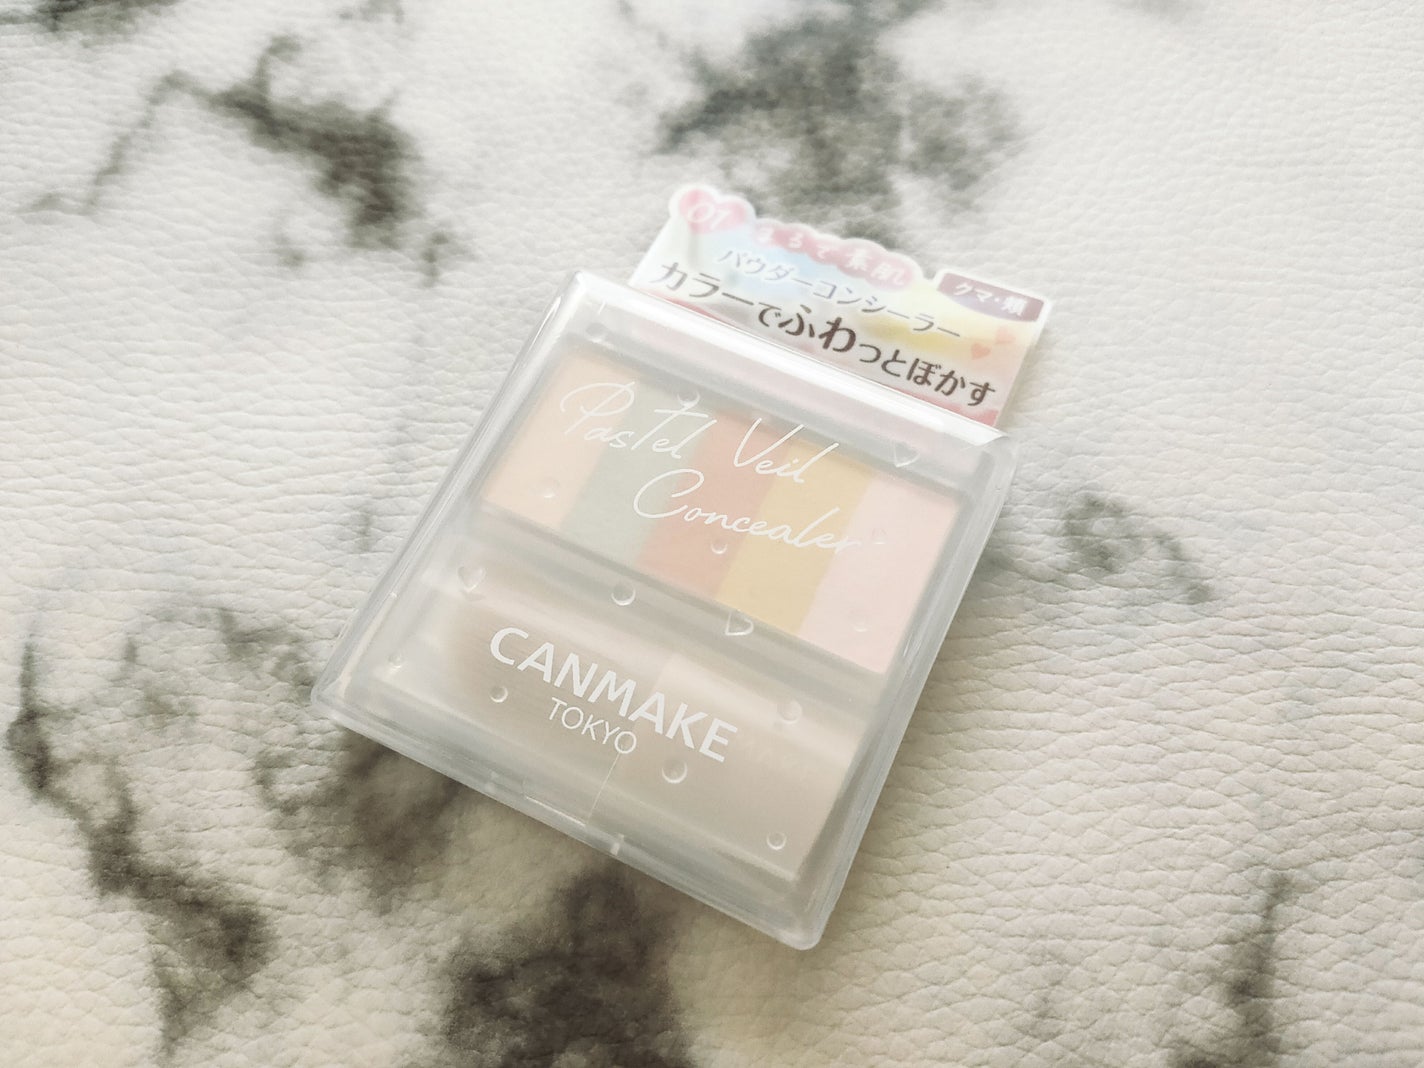 01
まるで素肌
クマ・頬
パウダーコンシーラー
カラーでふわっとぼかす
Pastel Veil
Concealer
CANMAKE
TOKYO